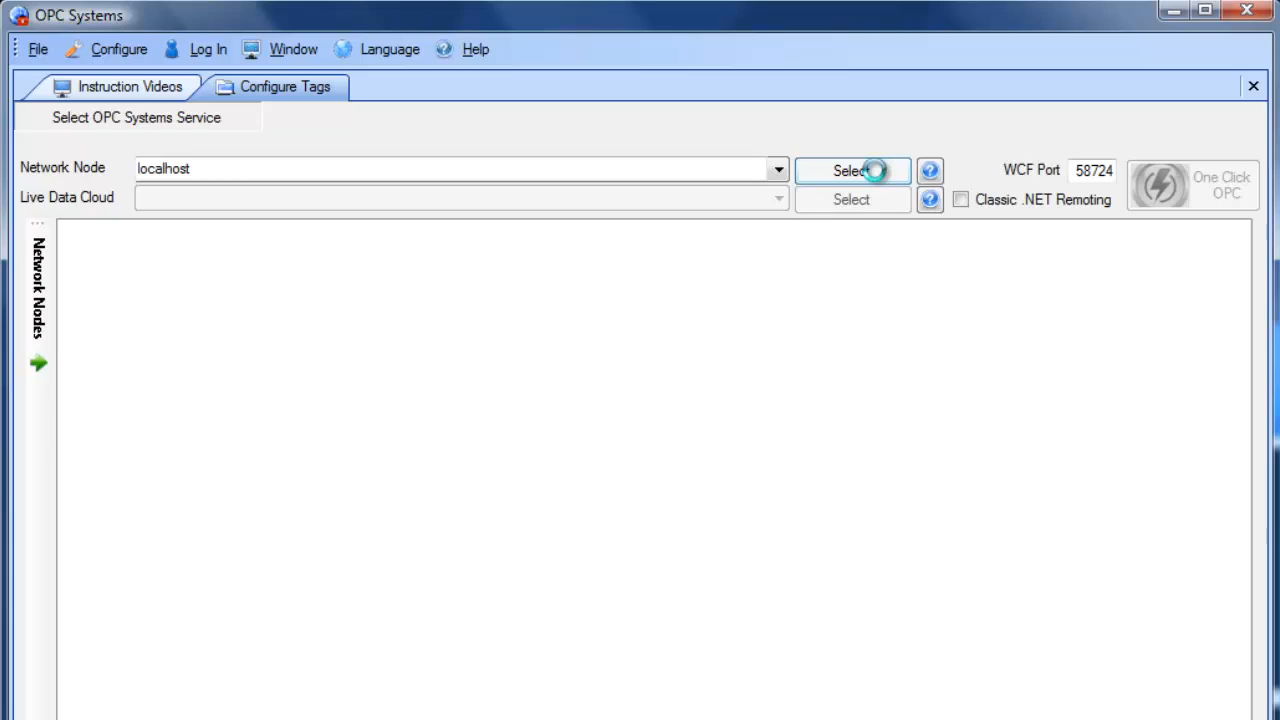 OPC Systems
File Configure Log In Window Language Help
Instruction Videos Configure Tags
Select OPC Systems Service
Network Node localhost Select WCF Port 58724 One Click OPC
Live Data Cloud Select Classic .NET Remoting
Network Nodes